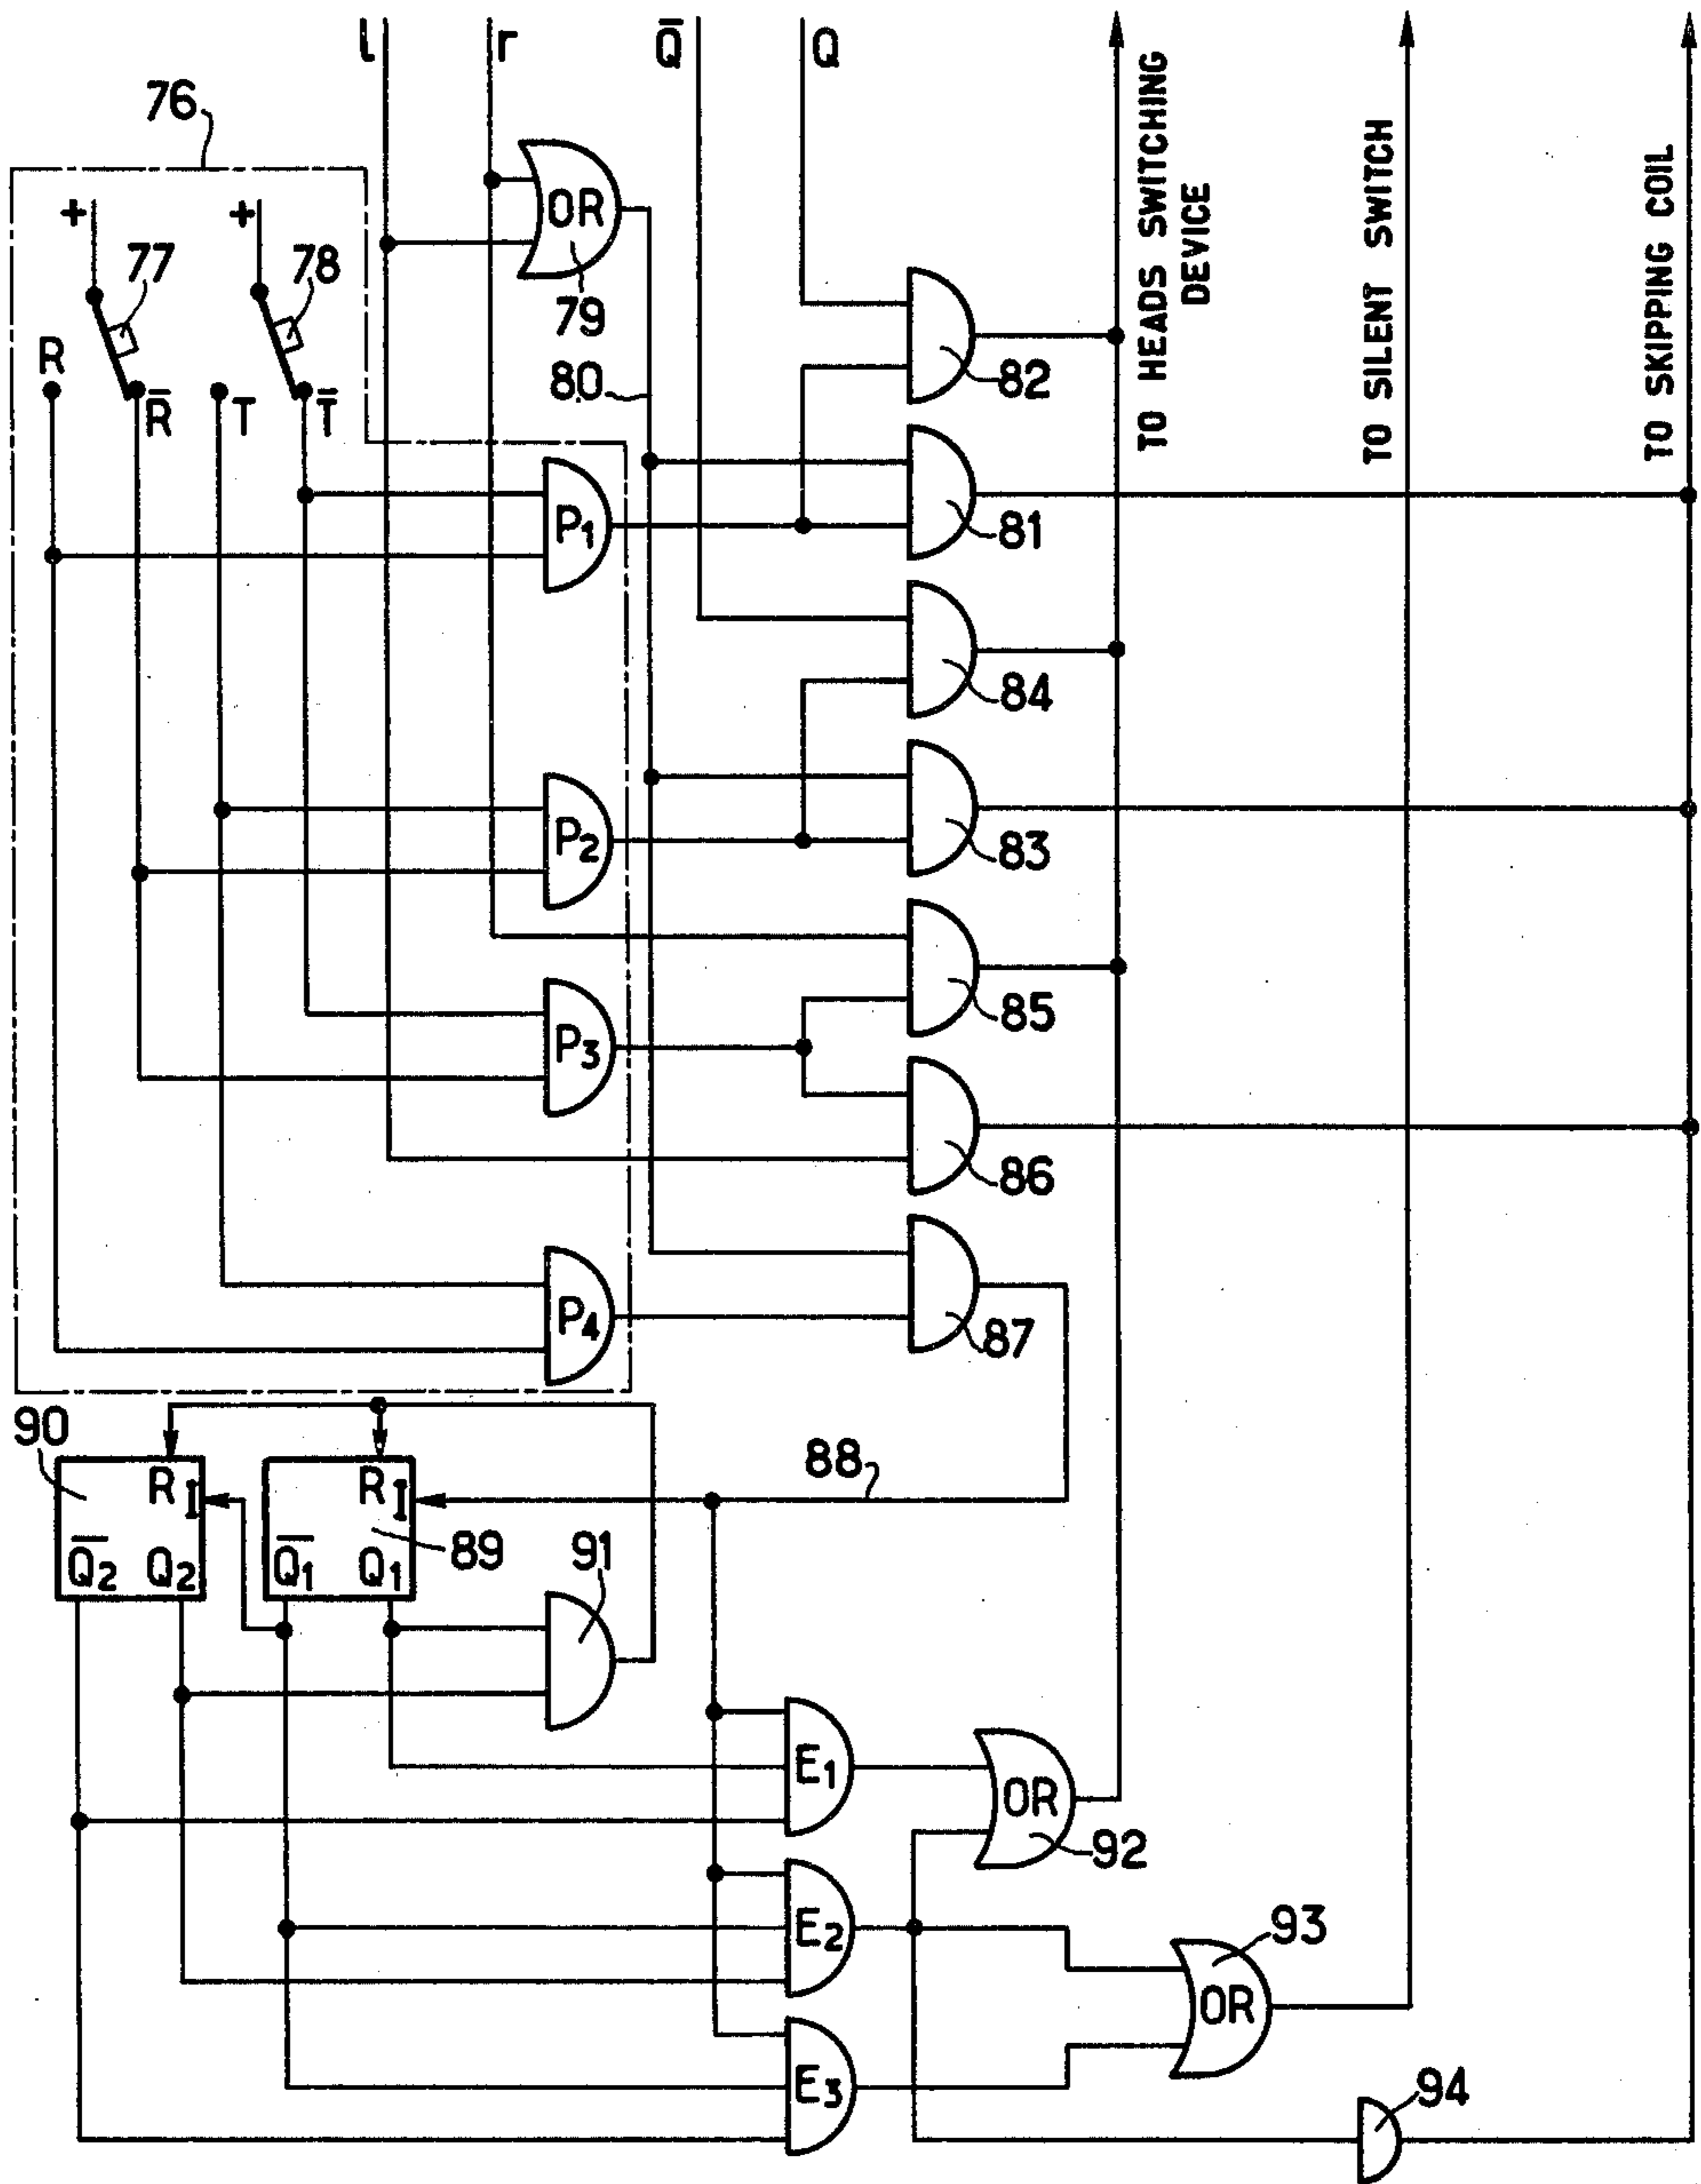 l r Q̄ Q
76
+ +
77 78
OR
79
R R̄ T T̄
80
82
P1
81
84
P2
83
85
P3
86
P4
87
TO HEADS SWITCHING
DEVICE
TO SILENT SWITCH
TO SKIPPING COIL
90
R I R I
88
Q̄2 Q2 Q̄1 Q1
89
91
E1
OR
92
E2
93
OR
E3
94